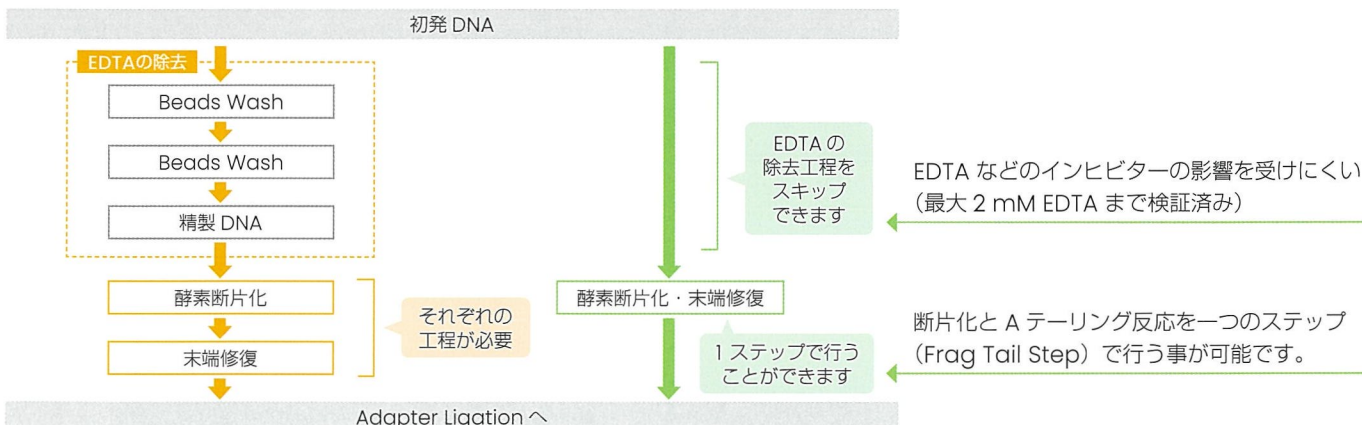 初発 DNA
EDTAの除去
Beads Wash
Beads Wash
精製 DNA
酵素断片化
末端修復
それぞれの
工程が必要
EDTA の
除去工程を
スキップ
できます
酵素断片化・末端修復
1 ステップで行う
ことができます
EDTA などのインヒビターの影響を受けにくい
（最大 2 mM EDTA まで検証済み）
断片化と A テーリング反応を一つのステップ
（Frag Tail Step）で行う事が可能です。
Adapter Ligation へ